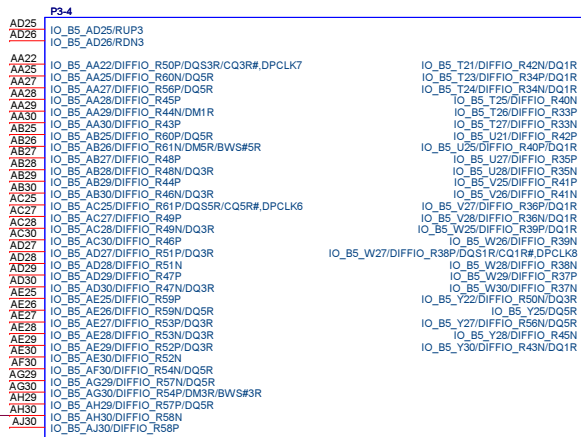 P3-4
AD25 IO_B5_AD25/RUP3
AD26 IO_B5_AD26/RDN3
AA22 IO_B5_AA22/DIFFIO_R50P/DQS3R/CQ3R#,DPCLK7 IO_B5_T21/DIFFIO_R42N/DQ1R
AA25 IO_B5_AA25/DIFFIO_R60N/DQ5R IO_B5_T23/DIFFIO_R34P/DQ1R
AA27 IO_B5_AA27/DIFFIO_R56P/DQ5R IO_B5_T24/DIFFIO_R34N/DQ1R
AA28 IO_B5_AA28/DIFFIO_R45P IO_B5_T25/DIFFIO_R40N
AA29 IO_B5_AA29/DIFFIO_R44N/DM1R IO_B5_T26/DIFFIO_R33P
AA30 IO_B5_AA30/DIFFIO_R43P IO_B5_T27/DIFFIO_R33N
AB25 IO_B5_AB25/DIFFIO_R60P/DQ5R IO_B5_U21/DIFFIO_R42P
AB26 IO_B5_AB26/DIFFIO_R61N/DM5R/BWS#5R IO_B5_U25/DIFFIO_R40P/DQ1R
AB27 IO_B5_AB27/DIFFIO_R48P IO_B5_U27/DIFFIO_R35P
AB28 IO_B5_AB28/DIFFIO_R48N/DQ3R IO_B5_U28/DIFFIO_R35N
AB29 IO_B5_AB29/DIFFIO_R44P IO_B5_V25/DIFFIO_R41P
AB30 IO_B5_AB30/DIFFIO_R46N/DQ3R IO_B5_V26/DIFFIO_R41N
AC25 IO_B5_AC25/DIFFIO_R61P/DQS5R/CQ5R#,DPCLK6 IO_B5_V27/DIFFIO_R36P/DQ1R
AC27 IO_B5_AC27/DIFFIO_R49P IO_B5_V28/DIFFIO_R36N/DQ1R
AC28 IO_B5_AC28/DIFFIO_R49N/DQ3R IO_B5_W25/DIFFIO_R39P/DQ1R
AC30 IO_B5_AC30/DIFFIO_R46P IO_B5_W26/DIFFIO_R39N
AD27 IO_B5_AD27/DIFFIO_R51P/DQ3R IO_B5_W27/DIFFIO_R38P/DQS1R/CQ1R#,DPCLK8
AD28 IO_B5_AD28/DIFFIO_R51N IO_B5_W28/DIFFIO_R38N
AD29 IO_B5_AD29/DIFFIO_R47P IO_B5_W29/DIFFIO_R37P
AD30 IO_B5_AD30/DIFFIO_R47N/DQ3R IO_B5_W30/DIFFIO_R37N
AE25 IO_B5_AE25/DIFFIO_R59P IO_B5_Y22/DIFFIO_R50N/DQ3R
AE26 IO_B5_AE26/DIFFIO_R59N/DQ5R IO_B5_Y25/DQ5R
AE27 IO_B5_AE27/DIFFIO_R53P/DQ3R IO_B5_Y27/DIFFIO_R56N/DQ5R
AE28 IO_B5_AE28/DIFFIO_R53N/DQ3R IO_B5_Y28/DIFFIO_R45N
AE29 IO_B5_AE29/DIFFIO_R52P/DQ3R IO_B5_Y30/DIFFIO_R43N/DQ1R
AE30 IO_B5_AE30/DIFFIO_R52N
AF30 IO_B5_AF30/DIFFIO_R54N/DQ5R
AG29 IO_B5_AG29/DIFFIO_R57N/DQ5R
AG30 IO_B5_AG30/DIFFIO_R54P/DM3R/BWS#3R
AH29 IO_B5_AH29/DIFFIO_R57P/DQ5R
AH30 IO_B5_AH30/DIFFIO_R58N
AJ30 IO_B5_AJ30/DIFFIO_R58P